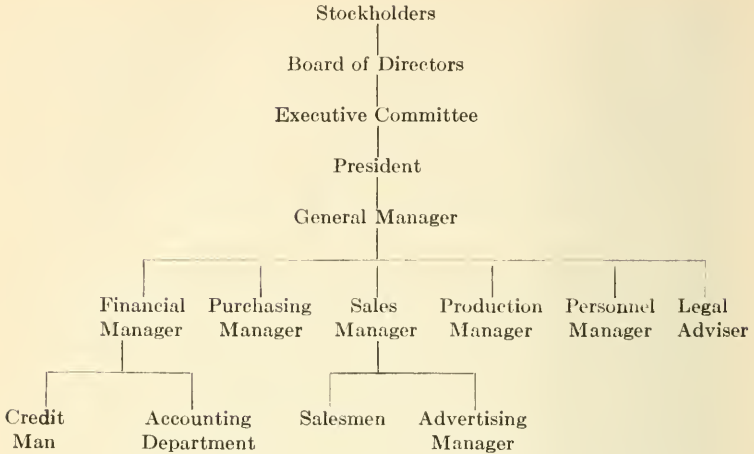 Stockholders
Board of Directors
Executive Committee
President
General Manager
Financial Manager
Purchasing Manager
Sales Manager
Production Manager
Personnel Manager
Legal Adviser
Credit Man
Accounting Department
Salesmen
Advertising Manager